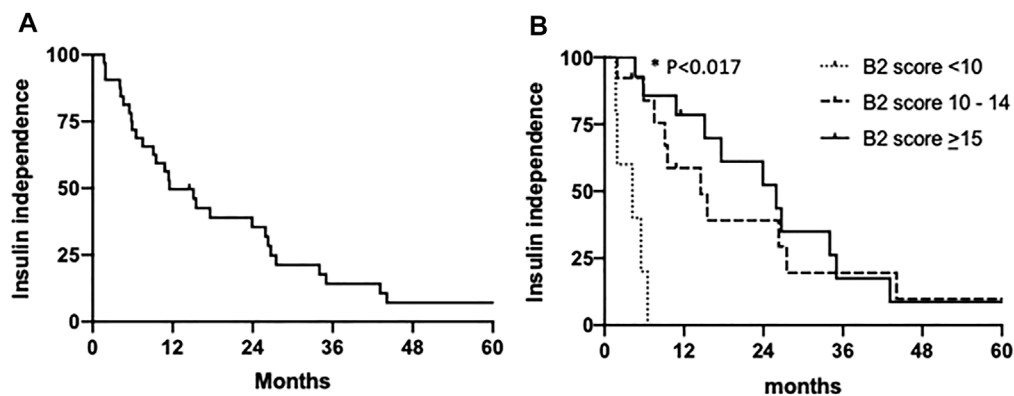 A
Insulin independence
100
75
50
25
0
0 12 24 36 48 60
Months
B
Insulin independence
100
75
50
25
0
0 12 24 36 48 60
months
* P<0.017
B2 score <10
B2 score 10 - 14
B2 score ≥15